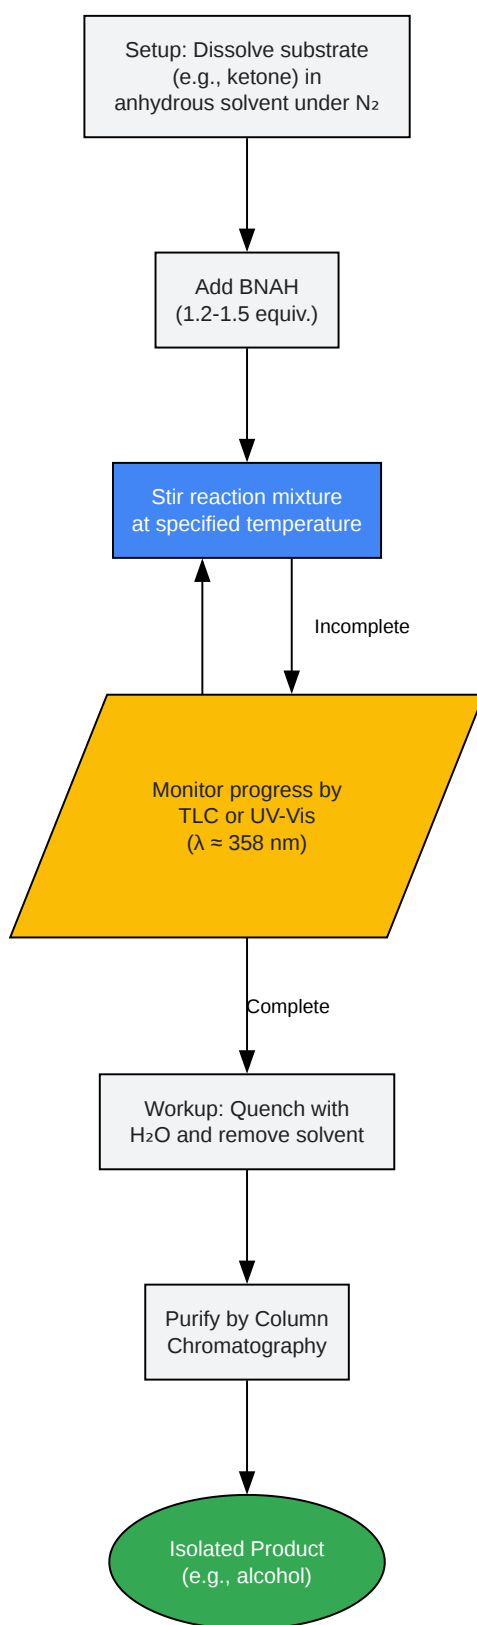 Setup: Dissolve substrate
(e.g., ketone) in
anhydrous solvent under N₂
Add BNAH
(1.2-1.5 equiv.)
Stir reaction mixture
at specified temperature
Incomplete
Monitor progress by
TLC or UV-Vis
(λ ≈ 358 nm)
Complete
Workup: Quench with
H₂O and remove solvent
Purify by Column
Chromatography
Isolated Product
(e.g., alcohol)